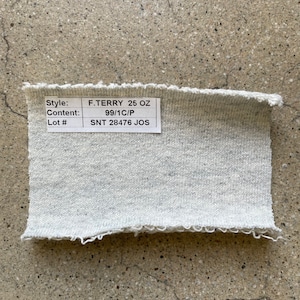 Style: F.TERRY 25 OZ
Content: 99/1C/P
Lot # SNT 28476 JOS